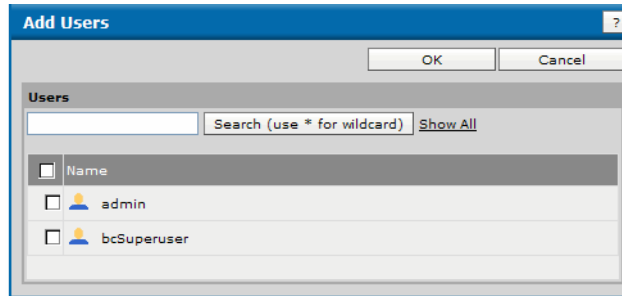 Add Users
?
OK
Cancel
Users
Search (use * for wildcard)
Show All
Name
admin
bcSuperuser